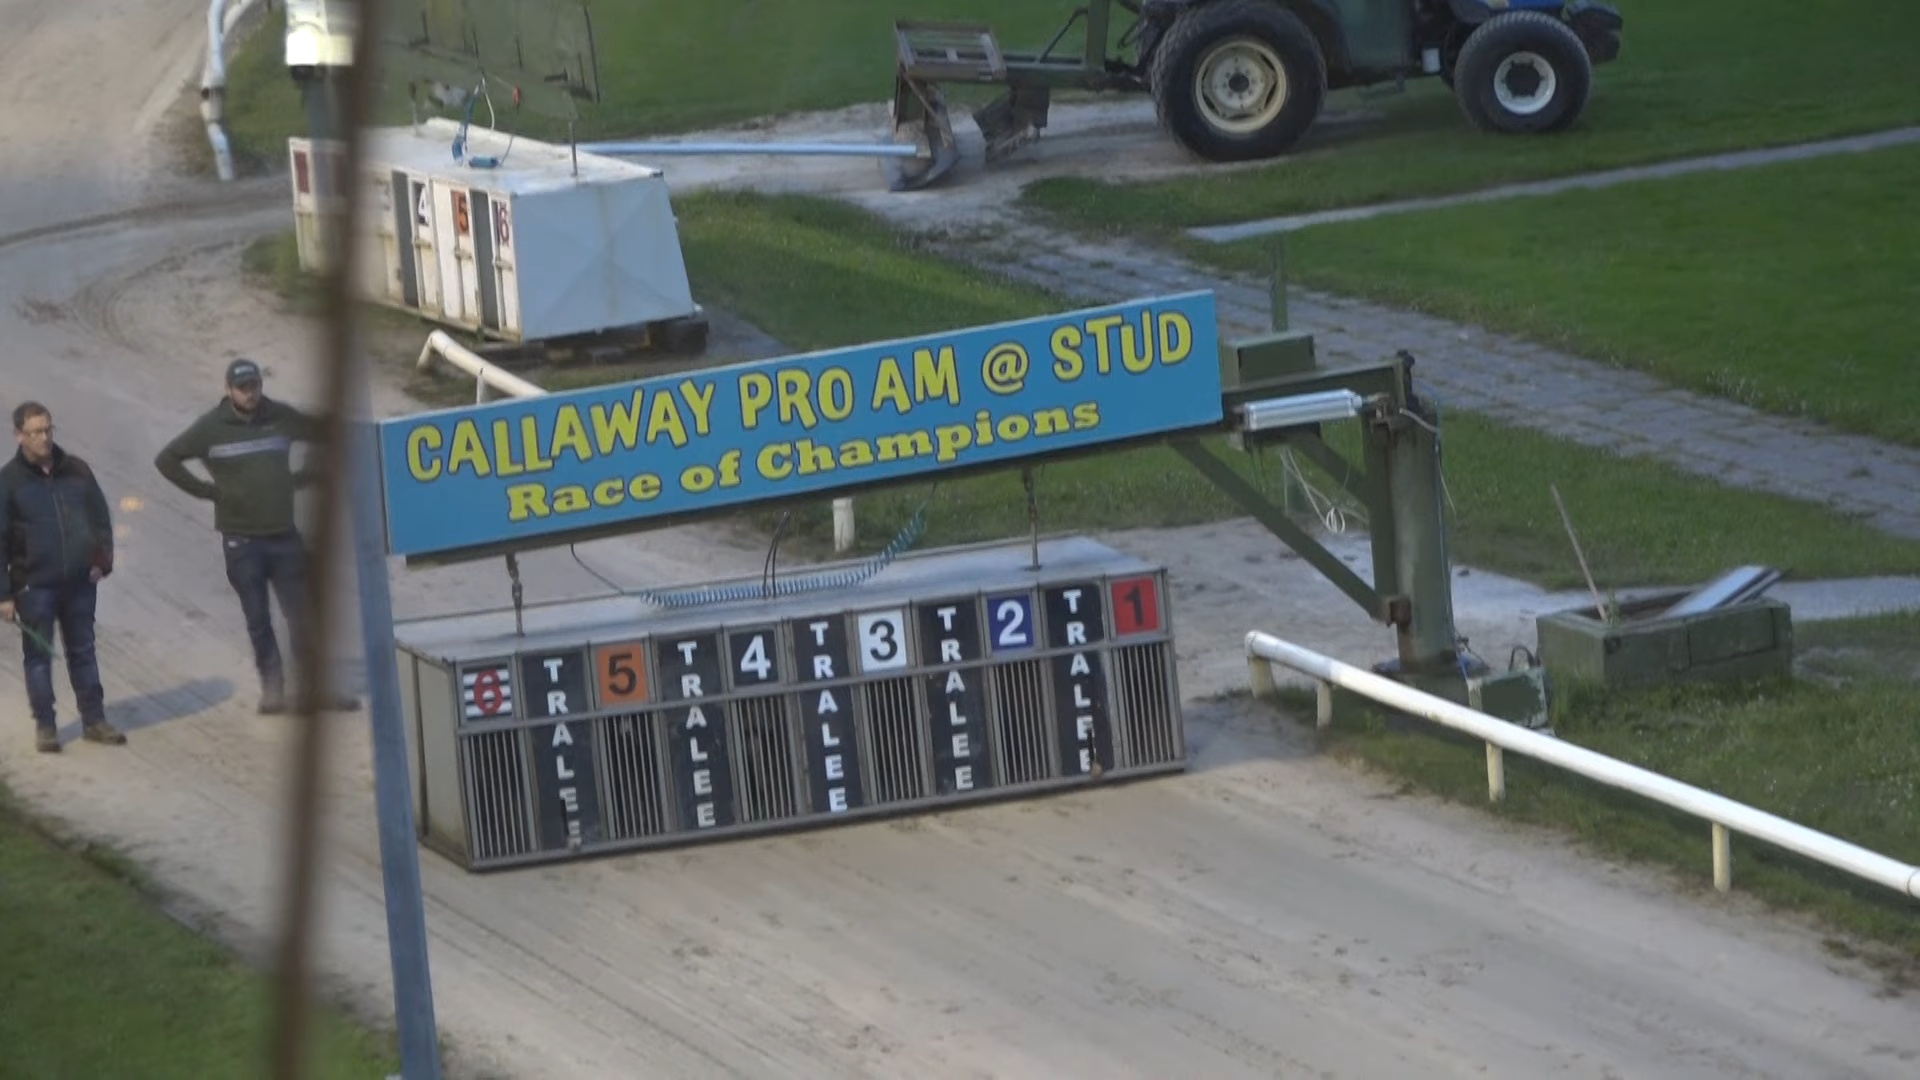 4 5 6
CALLAWAY PRO AM @ STUD
Race of Champions
6 TRALEE 5 TRALEE 4 TRALEE 3 TRALEE 2 TRALEE 1